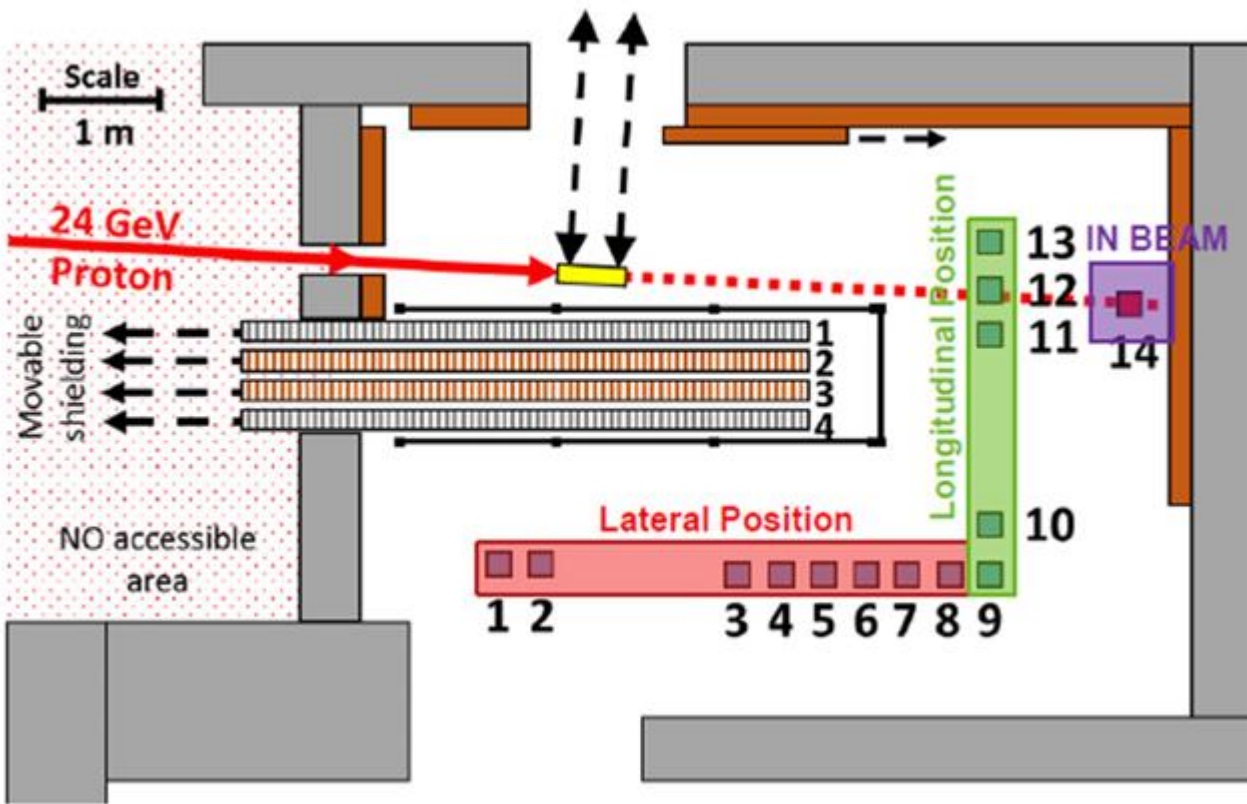 Scale
1 m
24 GeV
Proton
Movable
shielding
NO accessible
area
1
2
3
4
Lateral Position
Longitudinal Position
IN BEAM
13
12
11
14
10
1 2 3 4 5 6 7 8 9